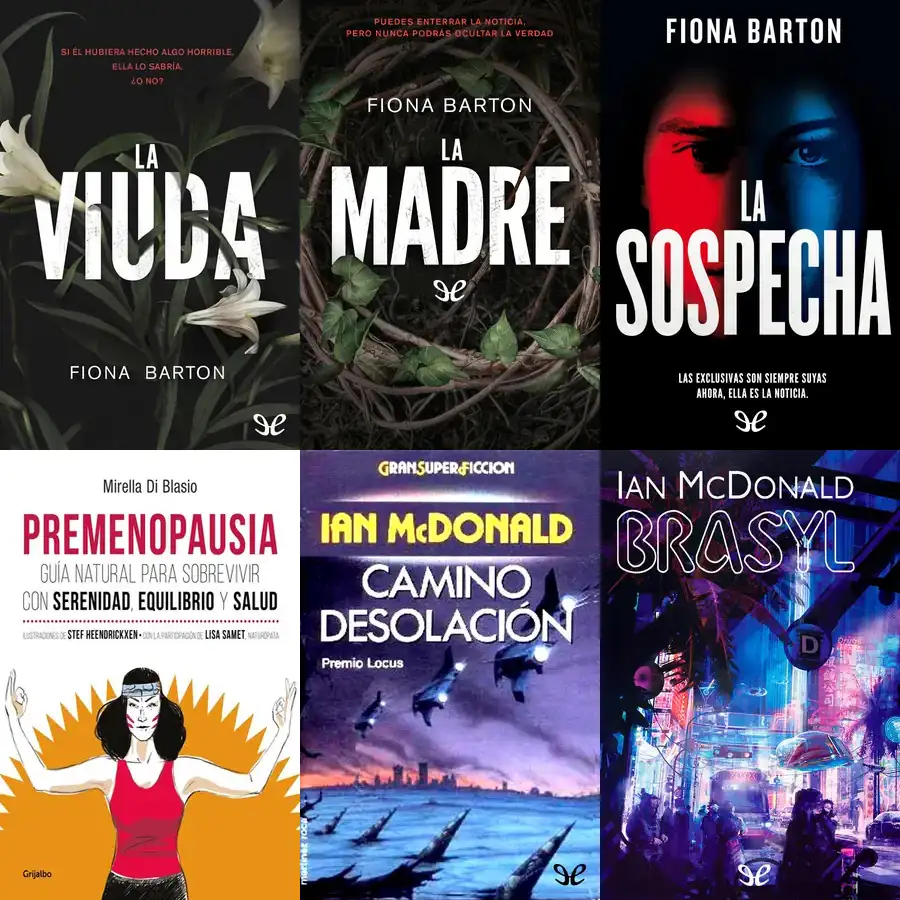 SI ÉL HUBIERA HECHO ALGO HORRIBLE,
ELLA LO SABRÍA.
¿O NO?
LA
VIUDA
FIONA BARTON
PUEDES ENTERRAR LA NOTICIA,
PERO NUNCA PODRÁS OCULTAR LA VERDAD
FIONA BARTON
LA
MADRE
FIONA BARTON
LA
SOSPECHA
LAS EXCLUSIVAS SON SIEMPRE SUYAS
AHORA, ELLA ES LA NOTICIA.
Mirella Di Blasio
PREMENOPAUSIA
GUÍA NATURAL PARA SOBREVIVIR
CON SERENIDAD, EQUILIBRIO Y SALUD
ILUSTRACIONES DE STEF HEENDRICKXEN • CON LA PARTICIPACIÓN DE LISA SAMET, NATURÓPATA
Grijalbo
GRANSUPERFICCION
IAN McDONALD
CAMINO
DESOLACIÓN
Premio Locus
martínez roca
IAN McDONALD
BRASYL
D